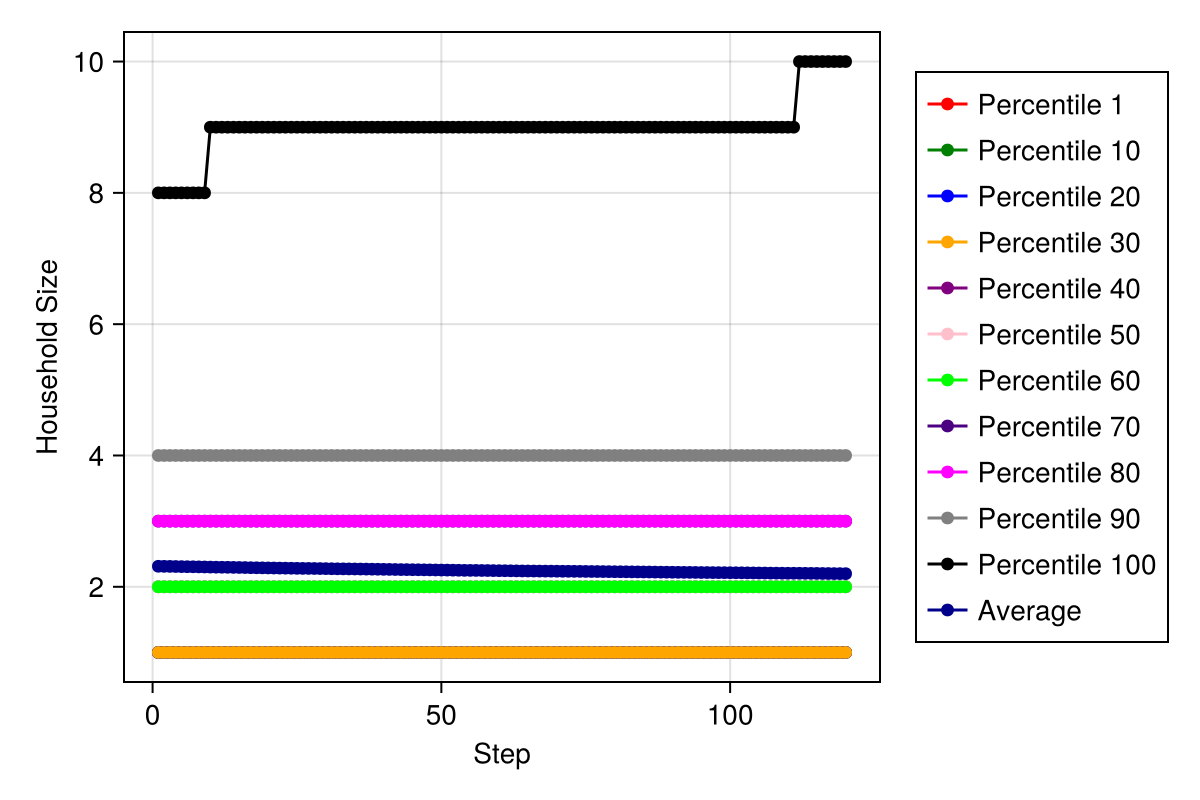 10
8
6
4
2
Household Size
0
50
100
Step
Percentile 1
Percentile 10
Percentile 20
Percentile 30
Percentile 40
Percentile 50
Percentile 60
Percentile 70
Percentile 80
Percentile 90
Percentile 100
Average